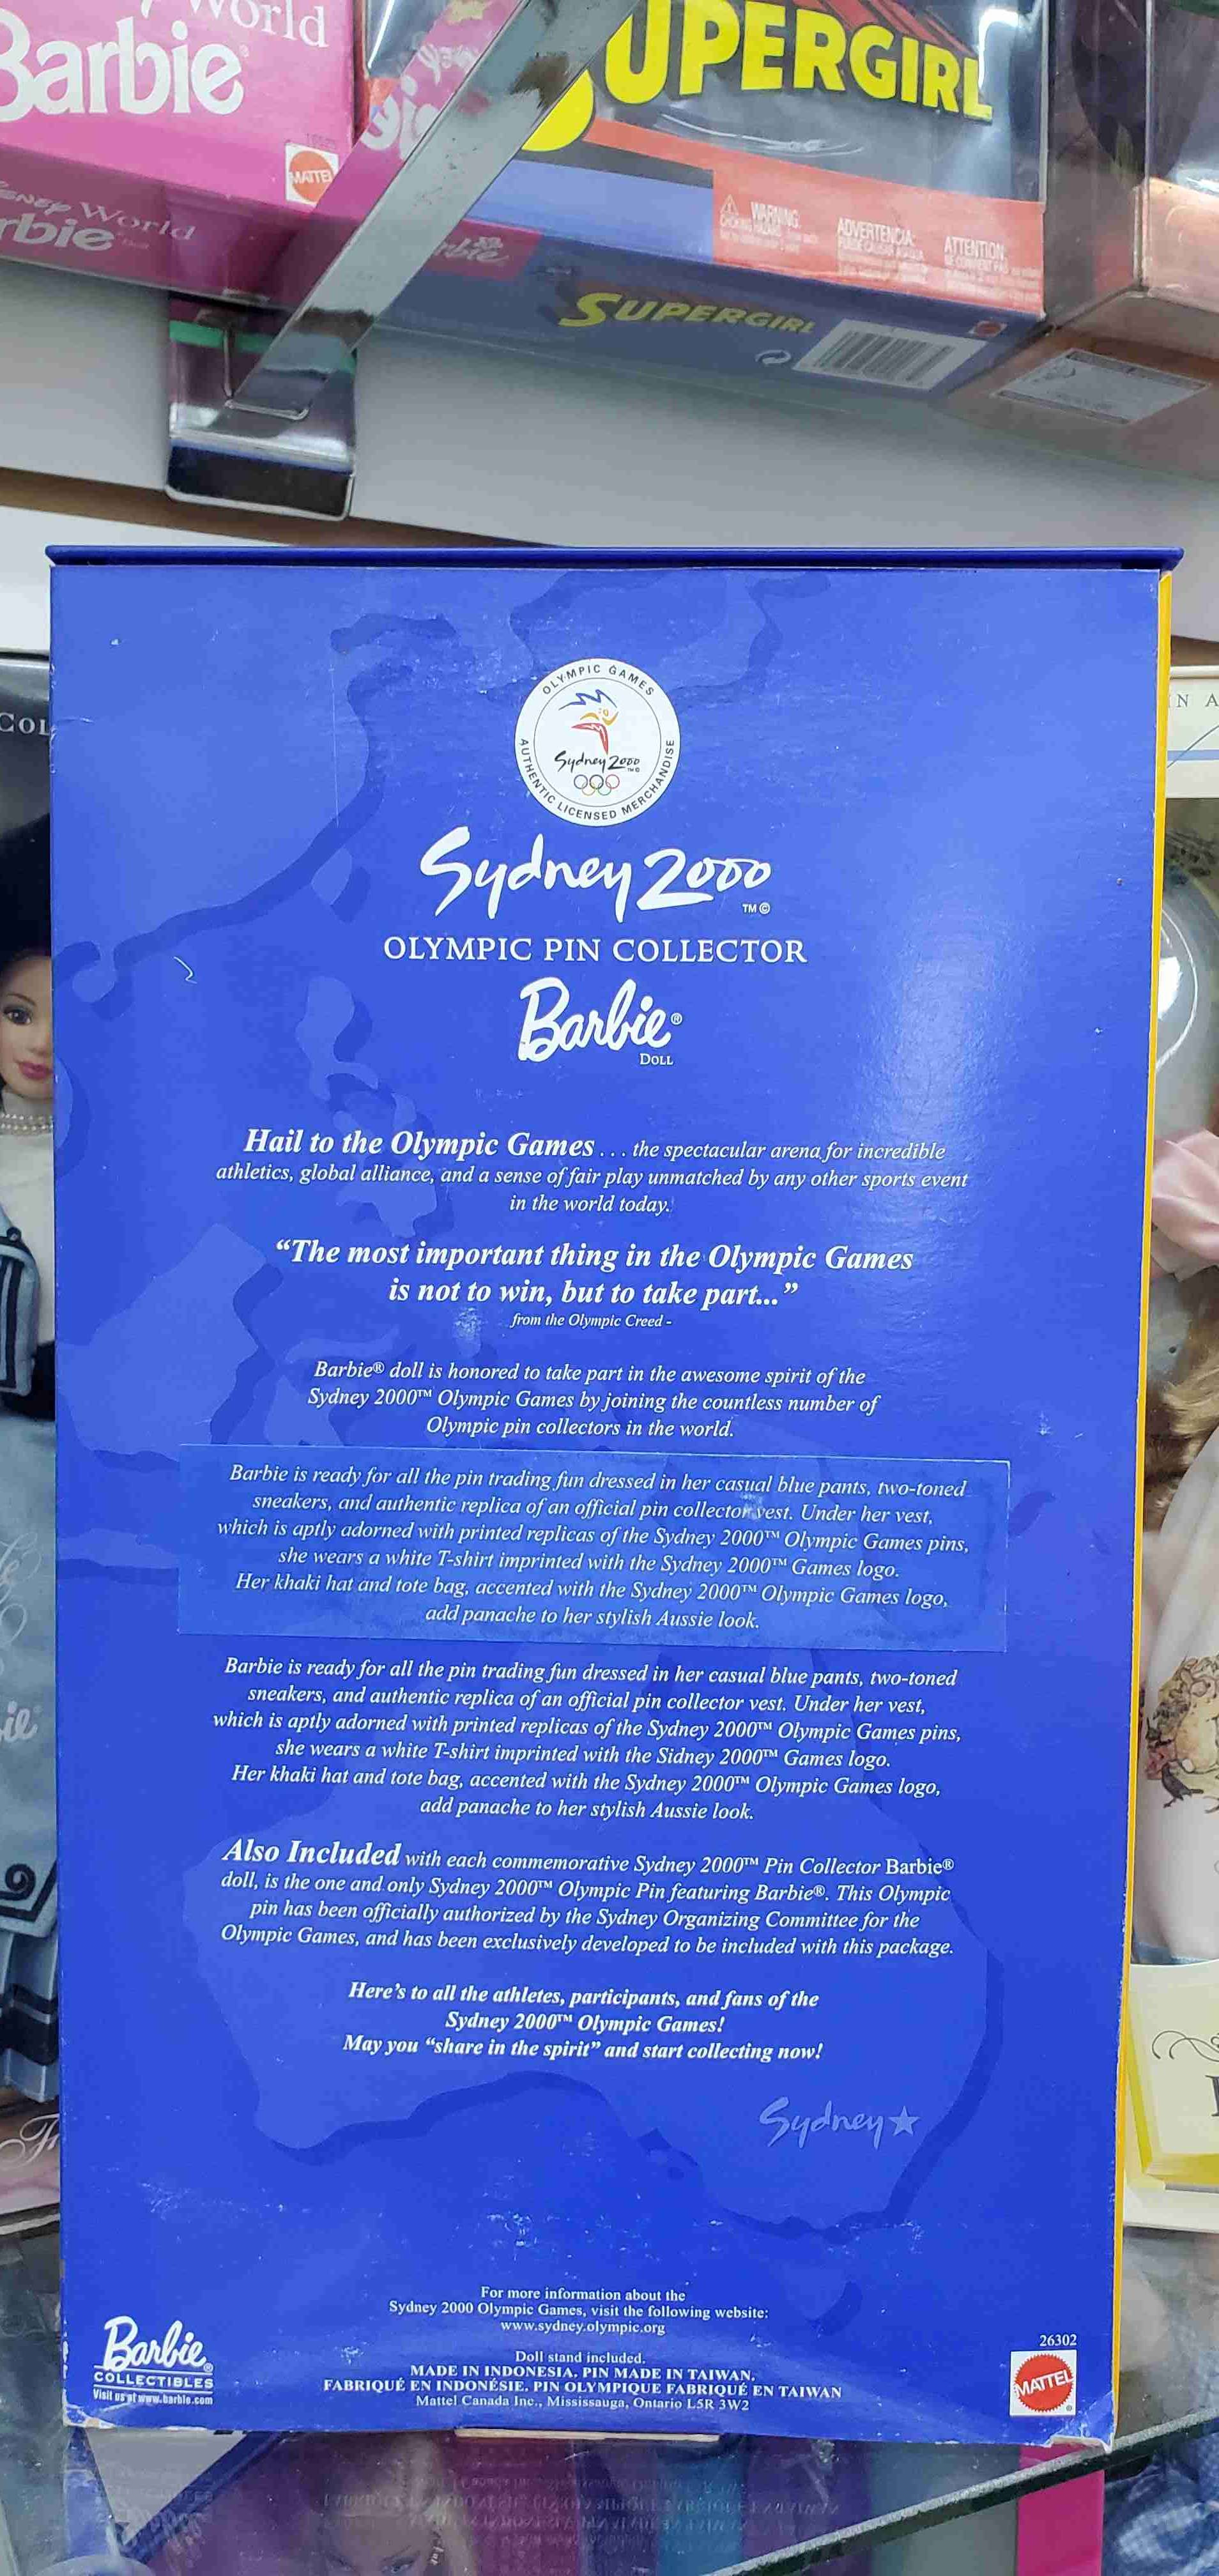 World
Barbie
MATTEL
World
rbie
UPERGIRL
WARNING:
ADVERTENCIA:
ATTENTION:
SUPERGIRL
COL
IN A
OLYMPIC GAMES
AUTHENTIC LICENSED MERCHANDISE
Sydney 2000
Sydney 2000
TM ©
OLYMPIC PIN COLLECTOR
Barbie®
DOLL
Hail to the Olympic Games . . . the spectacular arena for incredible
athletics, global alliance, and a sense of fair play unmatched by any other sports event
in the world today.
“The most important thing in the Olympic Games
is not to win, but to take part...”
from the Olympic Creed -
Barbie® doll is honored to take part in the awesome spirit of the
Sydney 2000™ Olympic Games by joining the countless number of
Olympic pin collectors in the world.
Barbie is ready for all the pin trading fun dressed in her casual blue pants, two-toned
sneakers, and authentic replica of an official pin collector vest. Under her vest,
which is aptly adorned with printed replicas of the Sydney 2000™ Olympic Games pins,
she wears a white T-shirt imprinted with the Sydney 2000™ Games logo.
Her khaki hat and tote bag, accented with the Sydney 2000™ Olympic Games logo,
add panache to her stylish Aussie look.
Barbie is ready for all the pin trading fun dressed in her casual blue pants, two-toned
sneakers, and authentic replica of an official pin collector vest. Under her vest,
which is aptly adorned with printed replicas of the Sydney 2000™ Olympic Games pins,
she wears a white T-shirt imprinted with the Sidney 2000™ Games logo.
Her khaki hat and tote bag, accented with the Sydney 2000™ Olympic Games logo,
add panache to her stylish Aussie look.
Also Included with each commemorative Sydney 2000™ Pin Collector Barbie®
doll, is the one and only Sydney 2000™ Olympic Pin featuring Barbie®. This Olympic
pin has been officially authorized by the Sydney Organizing Committee for the
Olympic Games, and has been exclusively developed to be included with this package.
Here's to all the athletes, participants, and fans of the
Sydney 2000™ Olympic Games!
May you “share in the spirit” and start collecting now!
Sydney★
For more information about the
Sydney 2000 Olympic Games, visit the following website:
www.sydney.olympic.org
Doll stand included.
MADE IN INDONESIA. PIN MADE IN TAIWAN.
FABRIQUÉ EN INDONÉSIE. PIN OLYMPIQUE FABRIQUÉ EN TAIWAN
Mattel Canada Inc., Mississauga, Ontario L5R 3W2
Barbie®
COLLECTIBLES
Visit us at www.barbie.com
26302
MATTEL